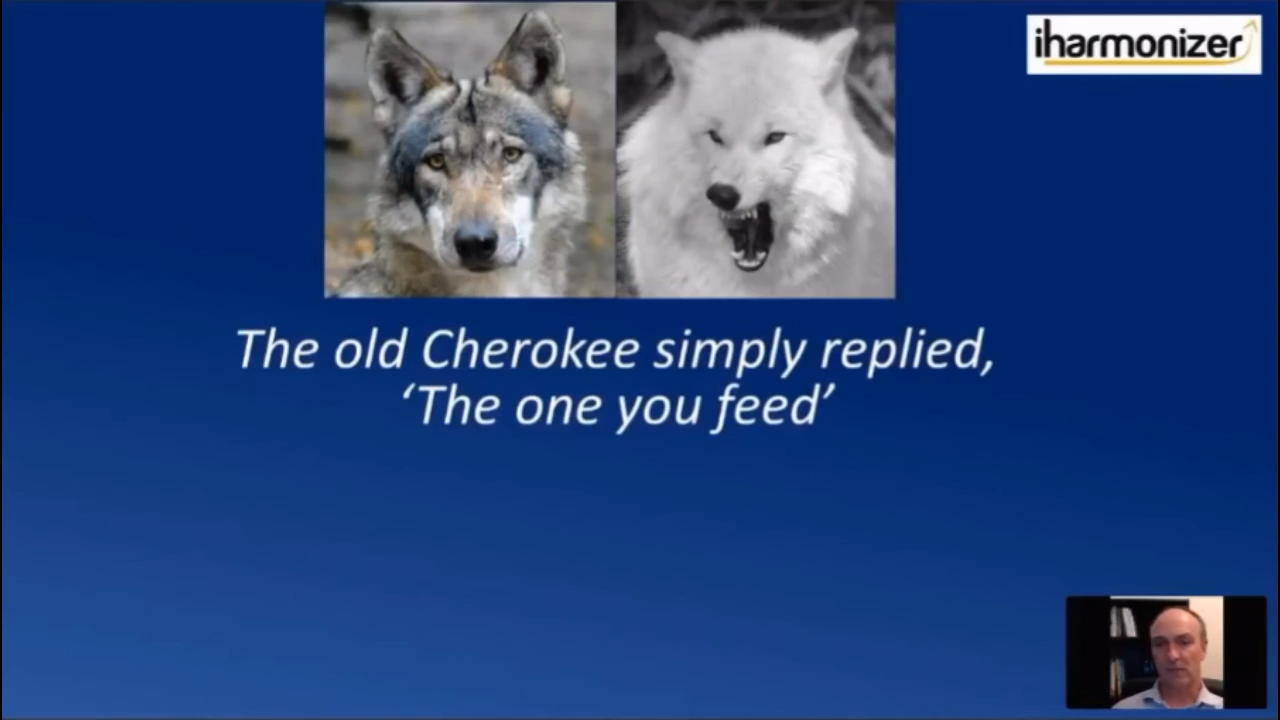 iharmonizer
The old Cherokee simply replied,
‘The one you feed’